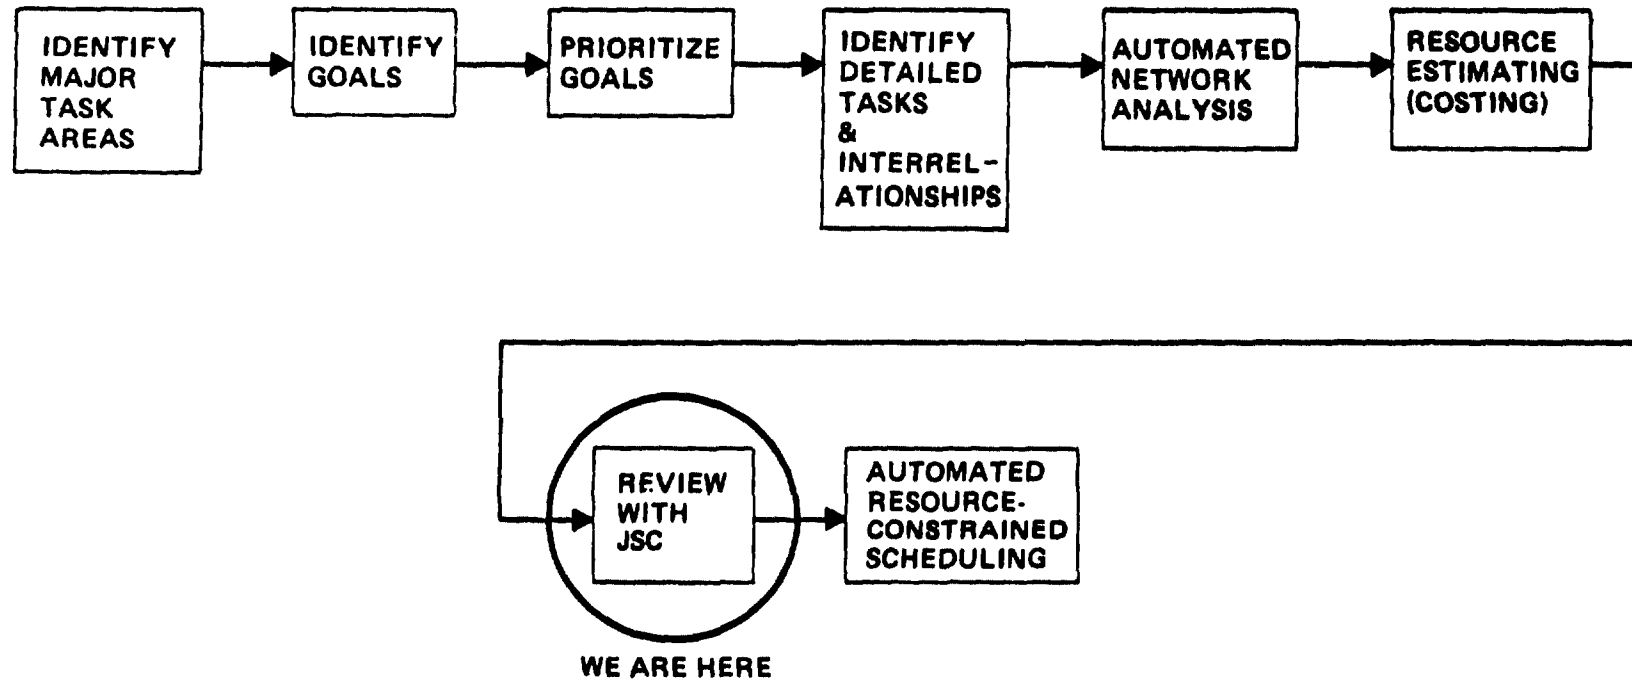 IDENTIFY
MAJOR
TASK
AREAS
IDENTIFY
GOALS
PRIORITIZE
GOALS
IDENTIFY
DETAILED
TASKS
&
INTERREL-
ATIONSHIPS
AUTOMATED
NETWORK
ANALYSIS
RESOURCE
ESTIMATING
(COSTING)
REVIEW
WITH
JSC
AUTOMATED
RESOURCE-
CONSTRAINED
SCHEDULING
WE ARE HERE